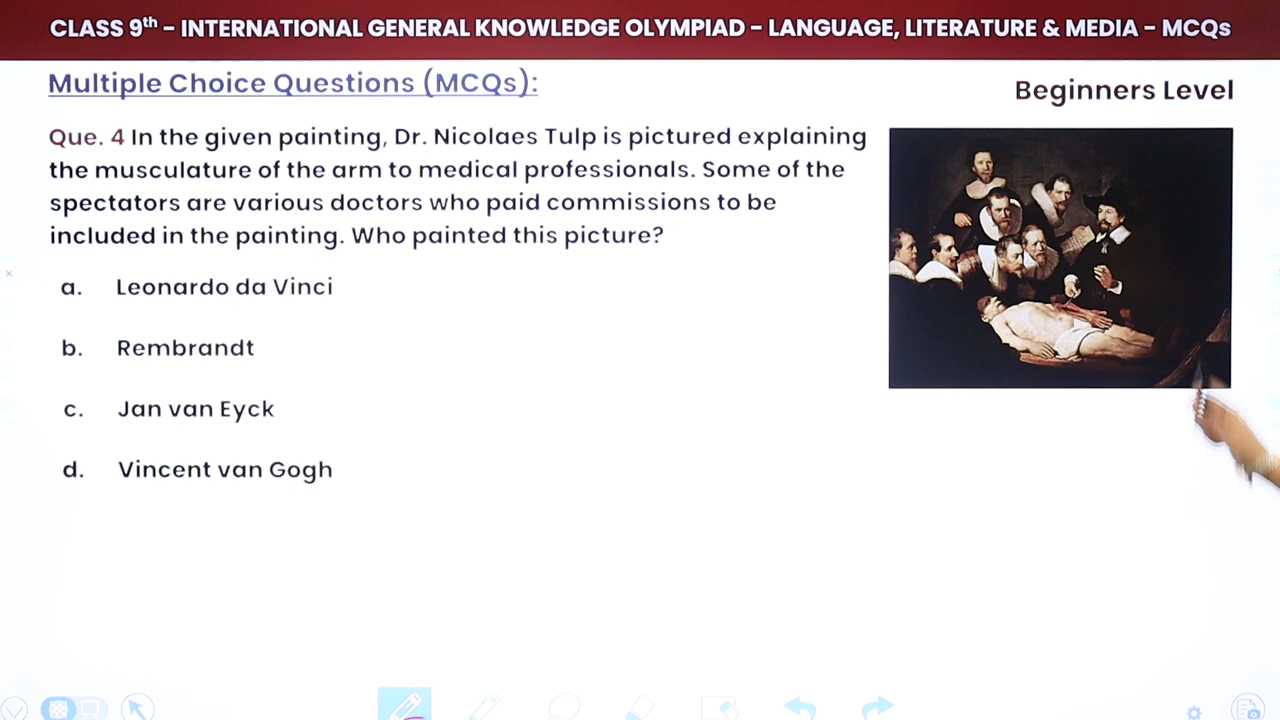 CLASS 9th – INTERNATIONAL GENERAL KNOWLEDGE OLYMPIAD – LANGUAGE, LITERATURE & MEDIA – MCQs
Multiple Choice Questions (MCQs):
Beginners Level
Que. 4 In the given painting, Dr. Nicolaes Tulp is pictured explaining
the musculature of the arm to medical professionals. Some of the
spectators are various doctors who paid commissions to be
included in the painting. Who painted this picture?
a. Leonardo da Vinci
b. Rembrandt
c. Jan van Eyck
d. Vincent van Gogh